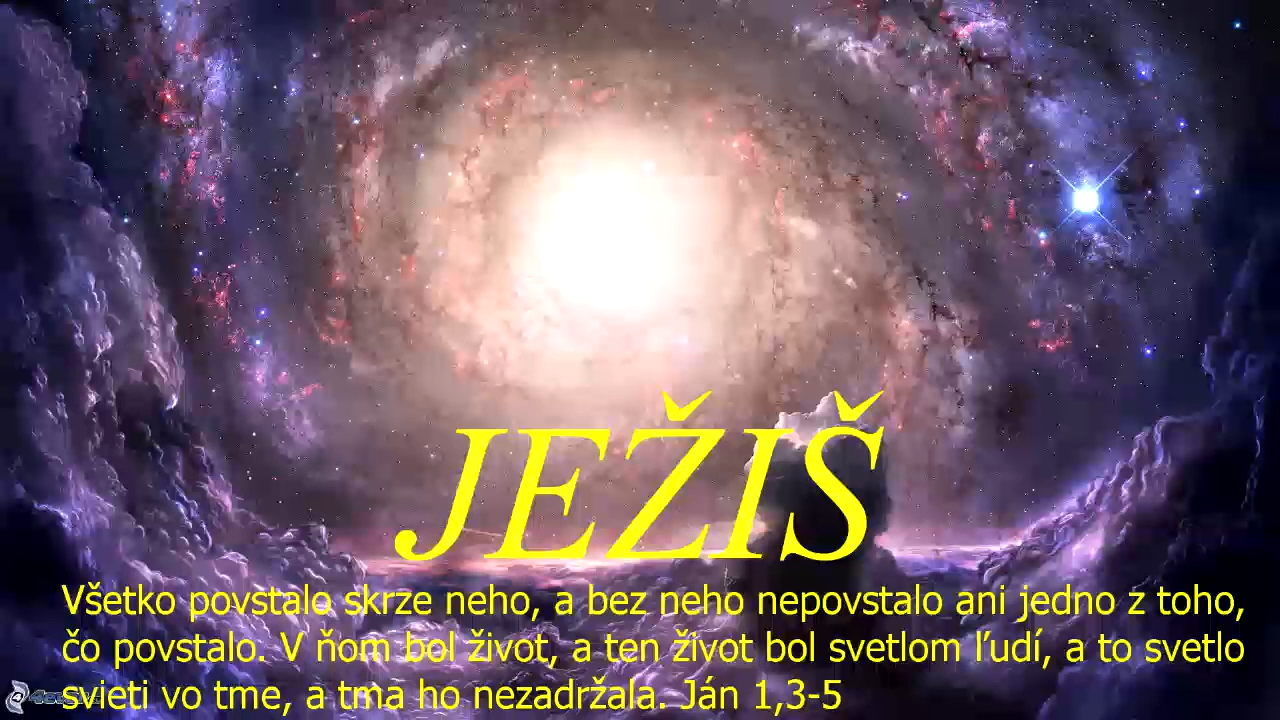 JEŽIŠ
Všetko povstalo skrze neho, a bez neho nepovstalo ani jedno z toho,
čo povstalo. V ňom bol život, a ten život bol svetlom ľudí, a to svetlo
svieti vo tme, a tma ho nezadržala. Ján 1,3-5